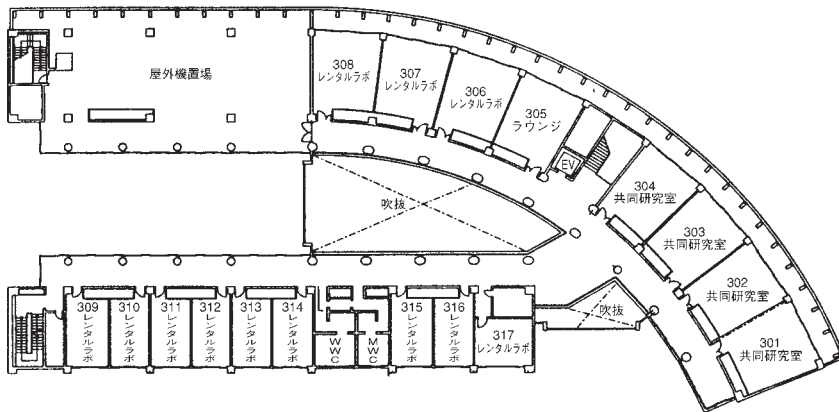 屋外機置場
308
レンタルラボ
307
レンタルラボ
306
レンタルラボ
305
ラウンジ
EV
304
共同研究室
303
共同研究室
302
共同研究室
301
共同研究室
吹抜
吹抜
309
レンタルラボ
310
レンタルラボ
311
レンタルラボ
312
レンタルラボ
313
レンタルラボ
314
レンタルラボ
WWC
MWC
315
レンタルラボ
316
レンタルラボ
317
レンタルラボ